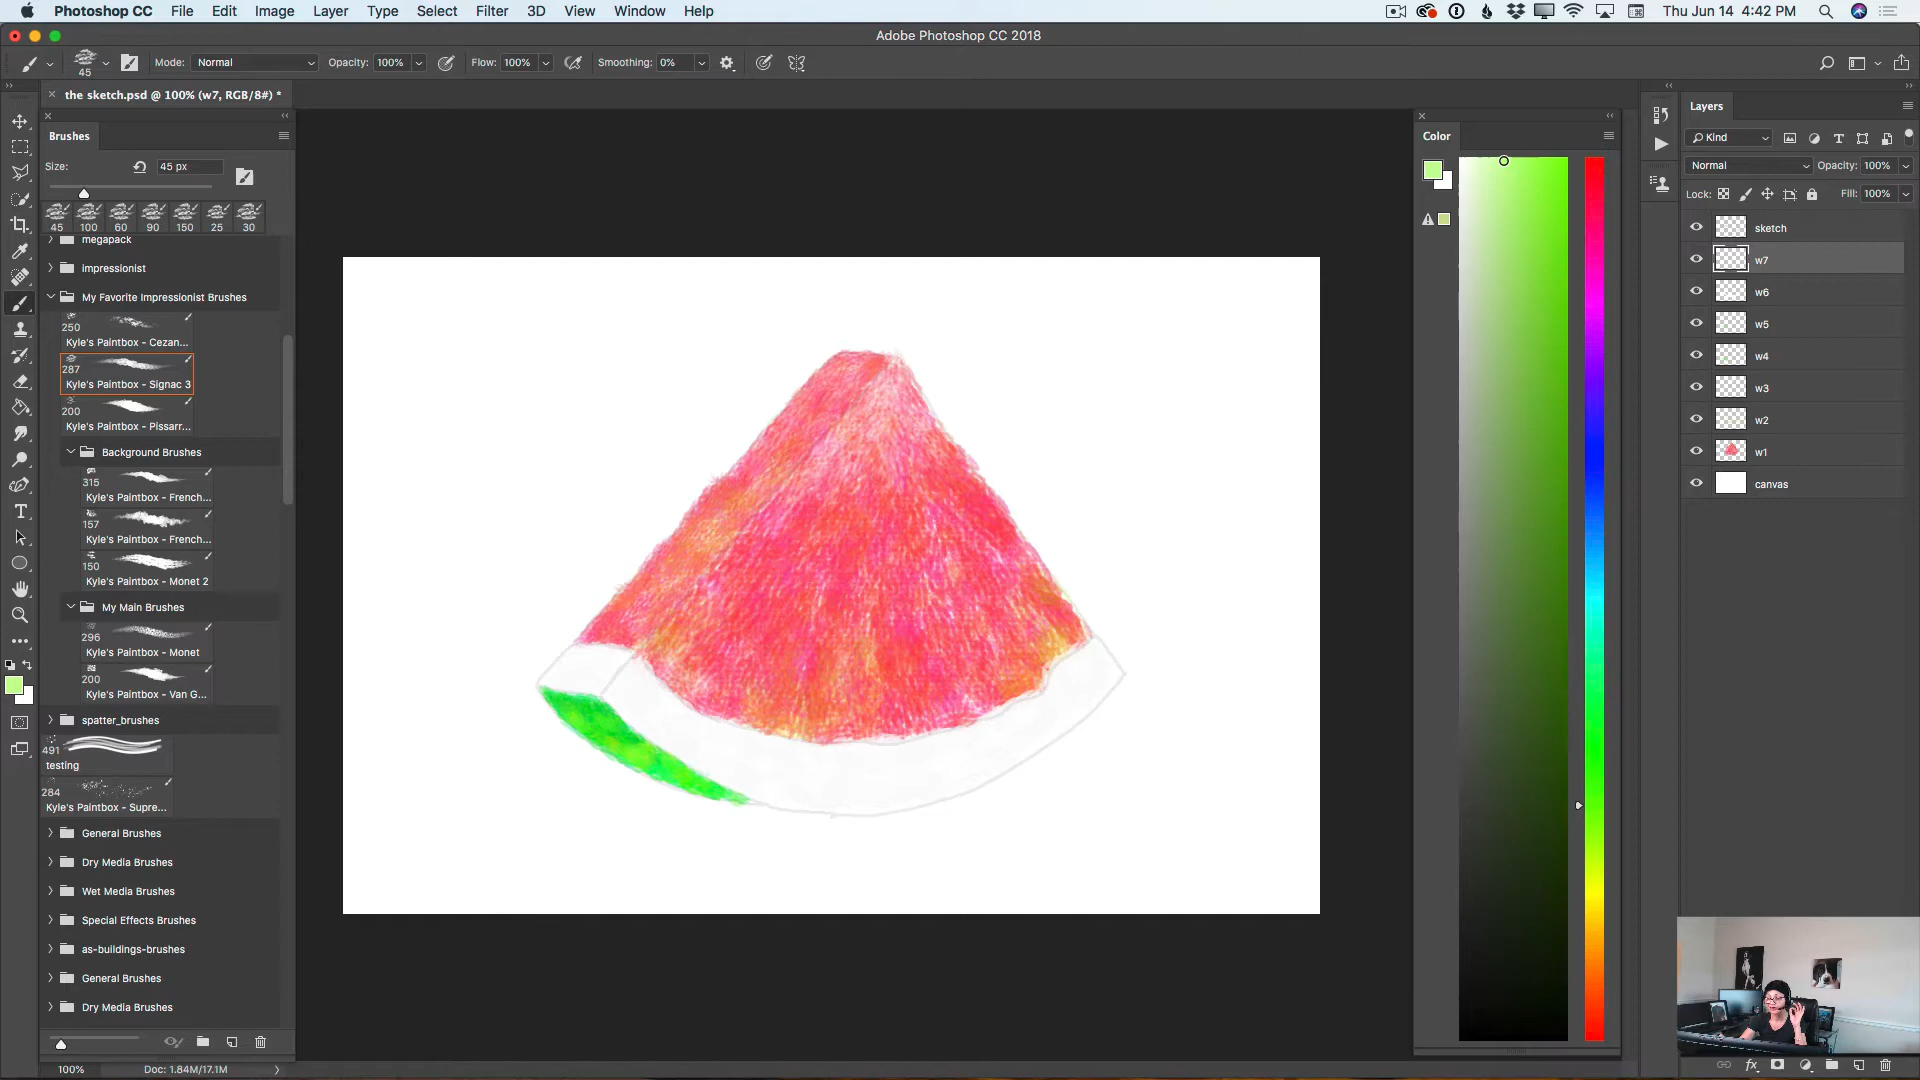 Photoshop CC File Edit Image Layer Type Select Filter 3D View Window Help Thu Jun 14 4:42 PM
Adobe Photoshop CC 2018
45 Mode: Normal Opacity: 100% Flow: 100% Smoothing: 0%
the sketch.psd @ 100% (w7, RGB/8#) *
Brushes
Size: 45 px
45 100 60 90 150 25 30
megapack
impressionist
My Favorite Impressionist Brushes
250
Kyle's Paintbox - Cezan...
287
Kyle's Paintbox - Signac 3
200
Kyle's Paintbox - Pissarr...
Background Brushes
315
Kyle's Paintbox - French...
157
Kyle's Paintbox - French...
150
Kyle's Paintbox - Monet 2
My Main Brushes
296
Kyle's Paintbox - Monet
200
Kyle's Paintbox - Van G...
spatter_brushes
491
testing
284
Kyle's Paintbox - Supre...
General Brushes
Dry Media Brushes
Wet Media Brushes
Special Effects Brushes
as-buildings-brushes
General Brushes
Dry Media Brushes
100% Doc: 1.84M/17.1M
Color
Layers
Kind
Normal Opacity: 100%
Lock: Fill: 100%
sketch
w7
w6
w5
w4
w3
w2
w1
canvas
fx